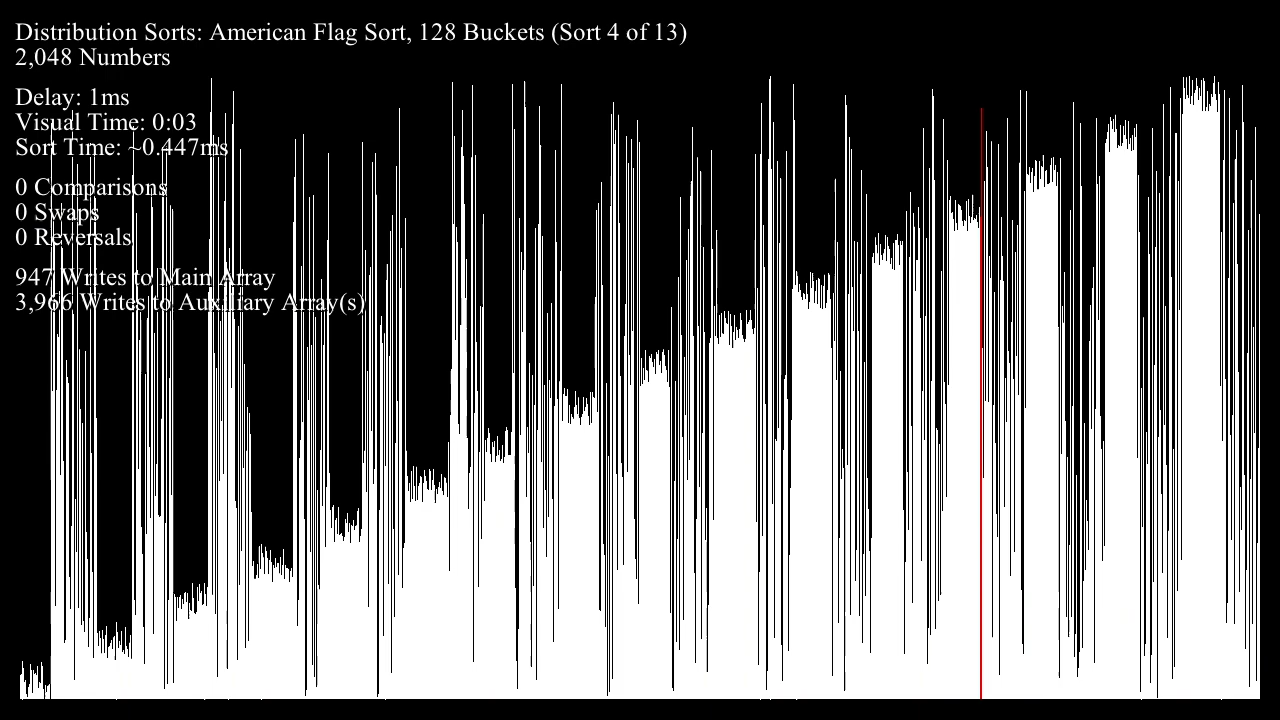 Distribution Sorts: American Flag Sort, 128 Buckets (Sort 4 of 13)
2,048 Numbers
Delay: 1ms
Visual Time: 0:03
Sort Time: ~0.447ms
0 Comparisons
0 Swaps
0 Reversals
947 Writes to Main Array
3,966 Writes to Auxiliary Array(s)